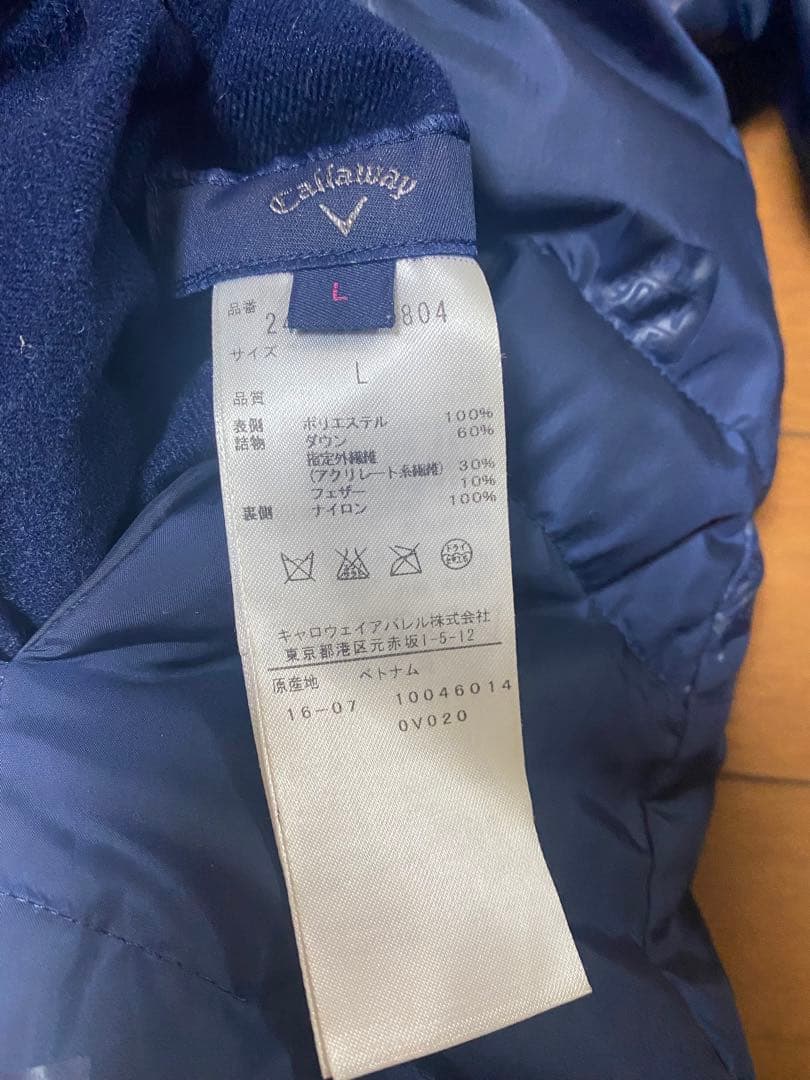 Callaway
L
品番
24 804
サイズ
L
品質
表側 ポリエステル 100%
詰物 ダウン 60%
指定外繊維
(アクリレート系繊維) 30%
フェザー 10%
裏側 ナイロン 100%
ドライ
キャロウェイアパレル株式会社
東京都港区元赤坂1-5-12
原産地 ベトナム
16-07 10046014
0V020